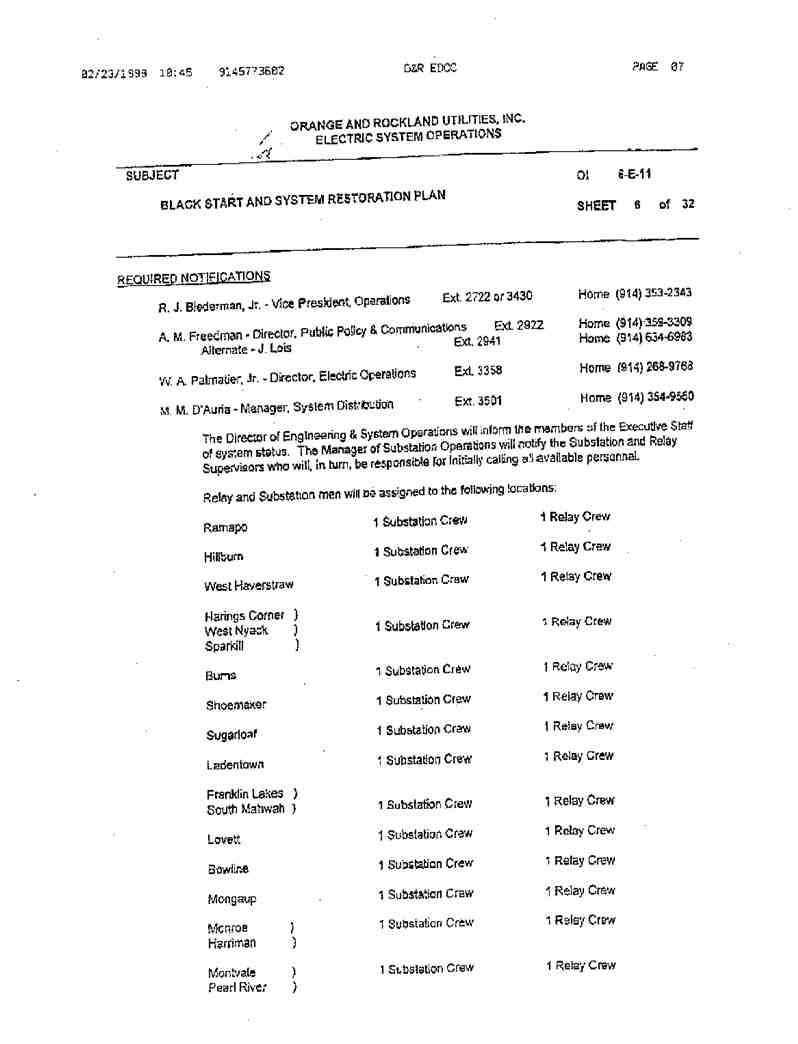 02/23/1999 10:45 9145773602 O&R EDCC PAGE 07
ORANGE AND ROCKLAND UTILITIES, INC.
ELECTRIC SYSTEM OPERATIONS
SUBJECT OI 6-E-11
BLACK START AND SYSTEM RESTORATION PLAN
SHEET 6 of 32
REQUIRED NOTIFICATIONS
R. J. Biederman, Jr. - Vice President, Operations Ext. 2722 or 3430 Home (914) 353-2343
A. M. Freedman - Director, Public Policy & Communications Ext. 2922 Home (914) 359-3309
Alternate - J. Lois Ext. 2941 Home (914) 634-6983
W. A. Palmatier, Jr. - Director, Electric Operations Ext. 3358 Home (914) 268-9768
M. M. D'Auria - Manager, System Distribution Ext. 3501 Home (914) 354-9560
The Director of Engineering & System Operations will inform the members of the Executive Staff
of system status. The Manager of Substation Operations will notify the Substation and Relay
Supervisors who will, in turn, be responsible for initially calling all available personnel.
Relay and Substation men will be assigned to the following locations:
Ramapo 1 Substation Crew 1 Relay Crew
Hillburn 1 Substation Crew 1 Relay Crew
West Haverstraw 1 Substation Crew 1 Relay Crew
Harings Corner )
West Nyack ) 1 Substation Crew 1 Relay Crew
Sparkill )
Burns 1 Substation Crew 1 Relay Crew
Shoemaker 1 Substation Crew 1 Relay Crew
Sugarloaf 1 Substation Crew 1 Relay Crew
Ladentown 1 Substation Crew 1 Relay Crew
Franklin Lakes )
South Mahwah ) 1 Substation Crew 1 Relay Crew
Lovett 1 Substation Crew 1 Relay Crew
Bowline 1 Substation Crew 1 Relay Crew
Mongaup 1 Substation Crew 1 Relay Crew
Monroe ) 1 Substation Crew 1 Relay Crew
Harriman )
Montvale ) 1 Substation Crew 1 Relay Crew
Pearl River )